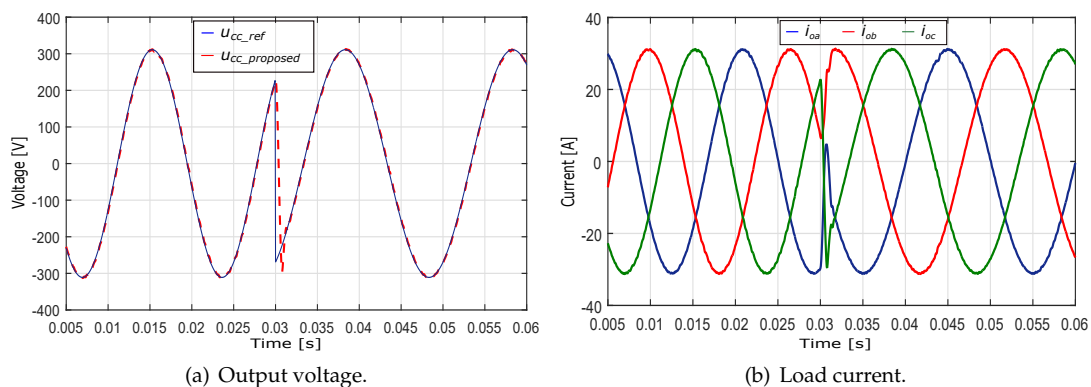 400
300
200
100
0
-100
-200
-300
-400
Voltage [V]
u_cc_ref
u_cc_proposed
0.005 0.01 0.015 0.02 0.025 0.03 0.035 0.04 0.045 0.05 0.055 0.06
Time [s]
(a) Output voltage.
40
20
0
-20
-40
Current [A]
i_oa i_ob i_oc
0.005 0.01 0.015 0.02 0.025 0.03 0.035 0.04 0.045 0.05 0.055 0.06
Time [s]
(b) Load current.